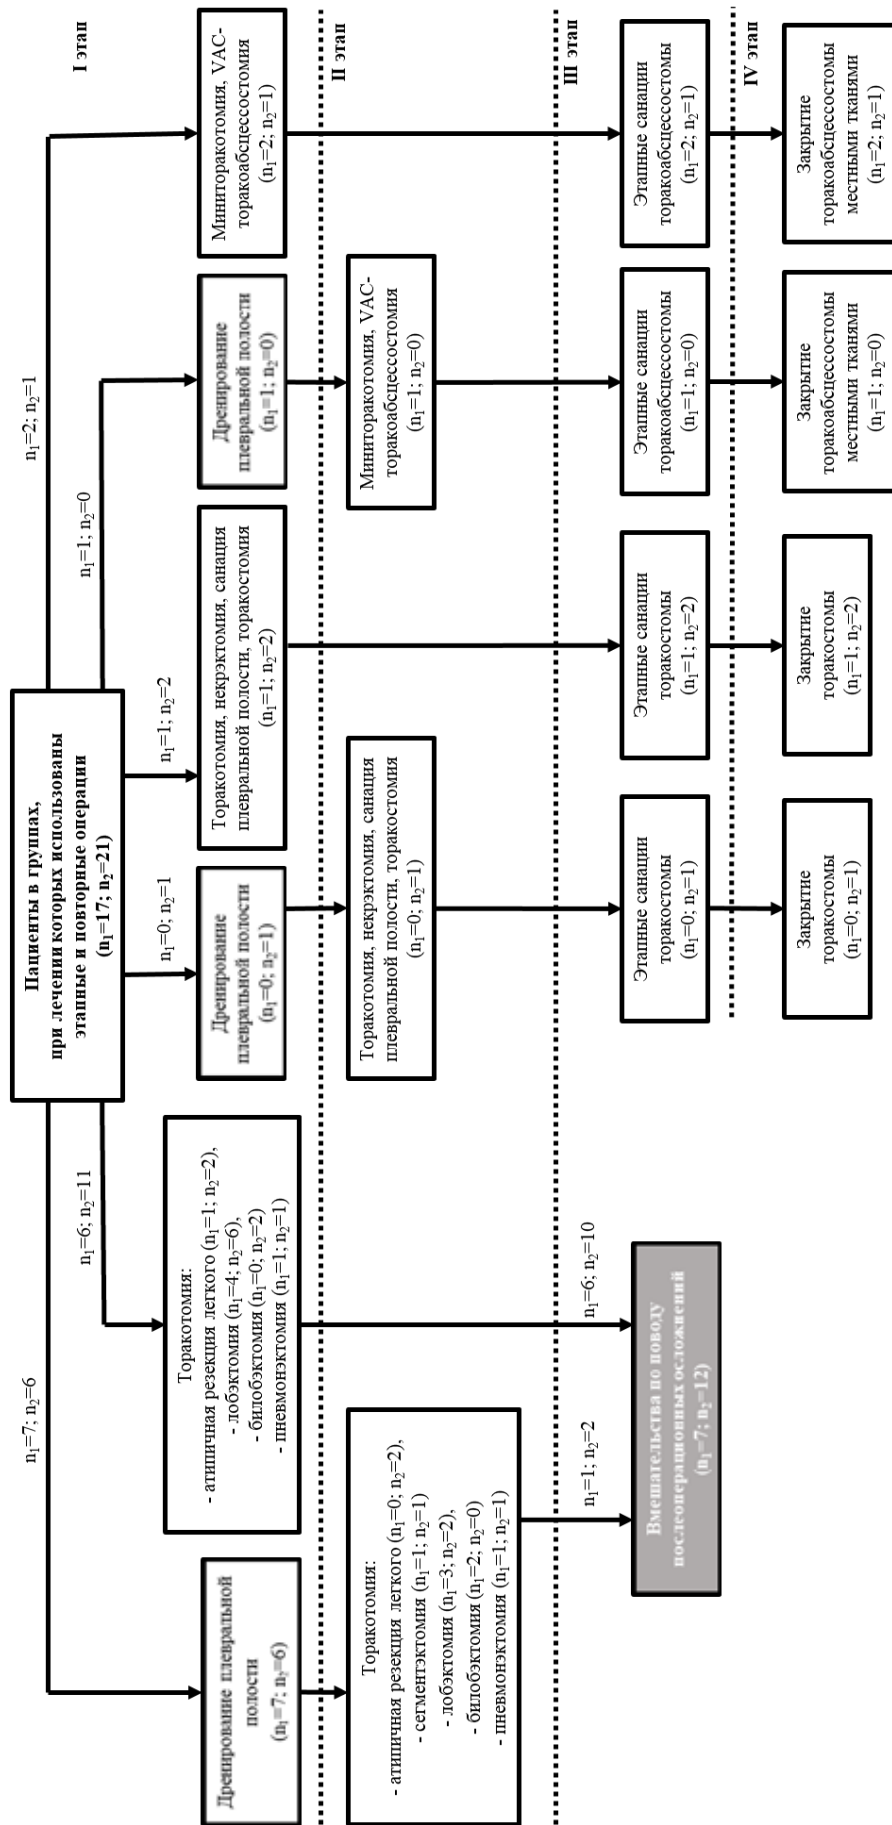 Пациенты в группах,
при лечении которых использованы
этапные и повторные операции
(n₁=17; n₂=21)
I этап
n₁=7; n₂=6
n₁=6; n₂=11
n₁=0; n₂=1
n₁=1; n₂=2
n₁=1; n₂=0
n₁=2; n₂=1
Дренирование плевральной
полости
(n₁=7; n₂=6)
Торакотомия:
- атипичная резекция легкого (n₁=1; n₂=2),
- лобэктомия (n₁=4; n₂=6),
- билобэктомия (n₁=0; n₂=2)
- пневмонэктомия (n₁=1; n₂=1)
Дренирование
плевральной полости
(n₁=0; n₂=1)
Торакотомия, некрэктомия, санация
плевральной полости, торакостомия
(n₁=1; n₂=2)
Дренирование
плевральной полости
(n₁=1; n₂=0)
Миниторакотомия, VAC-
торакоабсцессостомия
(n₁=2; n₂=1)
II этап
Торакотомия:
- атипичная резекция легкого (n₁=0; n₂=2),
- сегментэктомия (n₁=1; n₂=1)
- лобэктомия (n₁=3; n₂=2),
- билобэктомия (n₁=2; n₂=0)
- пневмонэктомия (n₁=1; n₂=1)
Торакотомия, некрэктомия, санация
плевральной полости, торакостомия
(n₁=0; n₂=1)
Миниторакотомия, VAC-
торакоабсцессостомия
(n₁=1; n₂=0)
III этап
n₁=1; n₂=2
n₁=6; n₂=10
Вмешательства по поводу
послеоперационных осложнений
(n₁=7; n₂=12)
Этапные санации
торакостомы
(n₁=0; n₂=1)
Этапные санации
торакостомы
(n₁=1; n₂=2)
Этапные санации
торакоабсцессостомы
(n₁=1; n₂=0)
Этапные санации
торакоабсцессостомы
(n₁=2; n₂=1)
IV этап
Закрытие
торакостомы
(n₁=0; n₂=1)
Закрытие
торакостомы
(n₁=1; n₂=2)
Закрытие
торакоабсцессостомы
местными тканями
(n₁=1; n₂=0)
Закрытие
торакоабсцессостомы
местными тканями
(n₁=2; n₂=1)